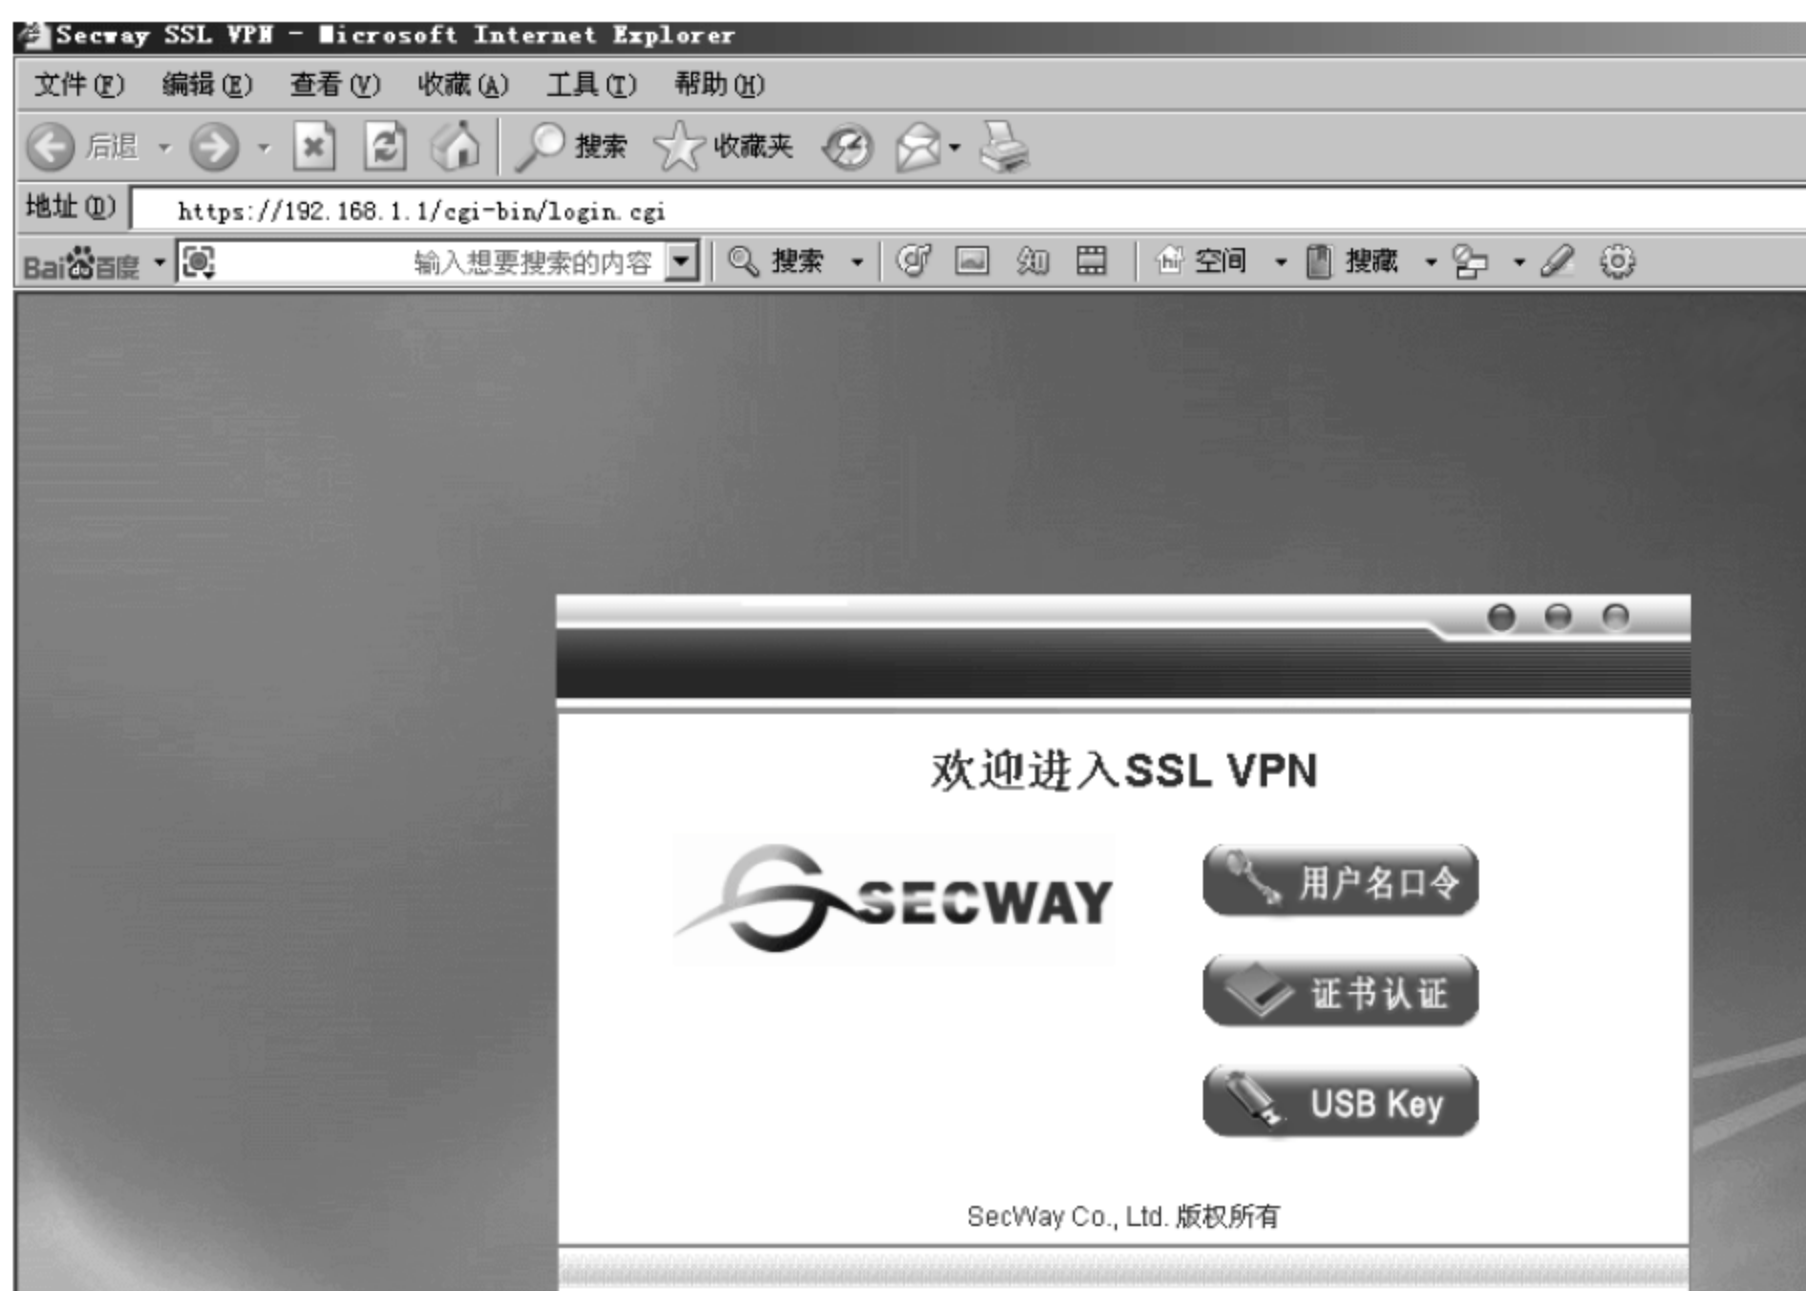 Secway SSL VPN - Microsoft Internet Explorer
文件(F) 编辑(E) 查看(V) 收藏(A) 工具(T) 帮助(H)
后退 搜索 收藏夹
地址(D) https://192.168.1.1/cgi-bin/login.cgi
Bai百度 输入想要搜索的内容 搜索 知 hi 空间 搜藏
欢迎进入SSL VPN
SECWAY
用户名口令
证书认证
USB Key
SecWay Co., Ltd. 版权所有